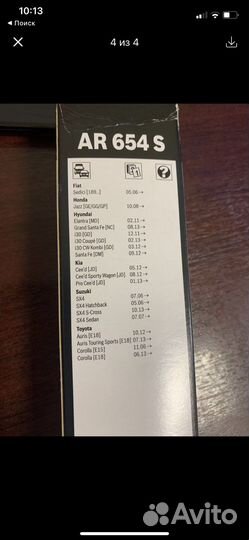 10:13
◂ Поиск
4 из 4
AR 654 S
Fiat
Sedici [189...] 05.06→
Honda
Jazz [GE/GG/GP] 10.08→
Hyundai
Elantra [MD] 02.11→
Grand Santa Fe [NC] 08.13→
i30 [GD] 12.11→
i30 Coupé [GD] 02.13→
i30 CW Kombi [GD] 03.12→
Santa Fe [DM] 09.12→
Kia
Cee'd [JD] 05.12→
Cee'd Sporty Wagon [JD] 08.12→
Pro Cee'd [JD] 01.13→
Suzuki
SX4 07.06→
SX4 Hatchback 05.06→
SX4 S-Cross 10.13→
SX4 Sedan 07.07→
Toyota
Auris [E18] 10.12→
Auris Touring Sports [E18] 07.13→
Corolla [E15] 11.06→
Corolla [E18] 06.13→
Avito